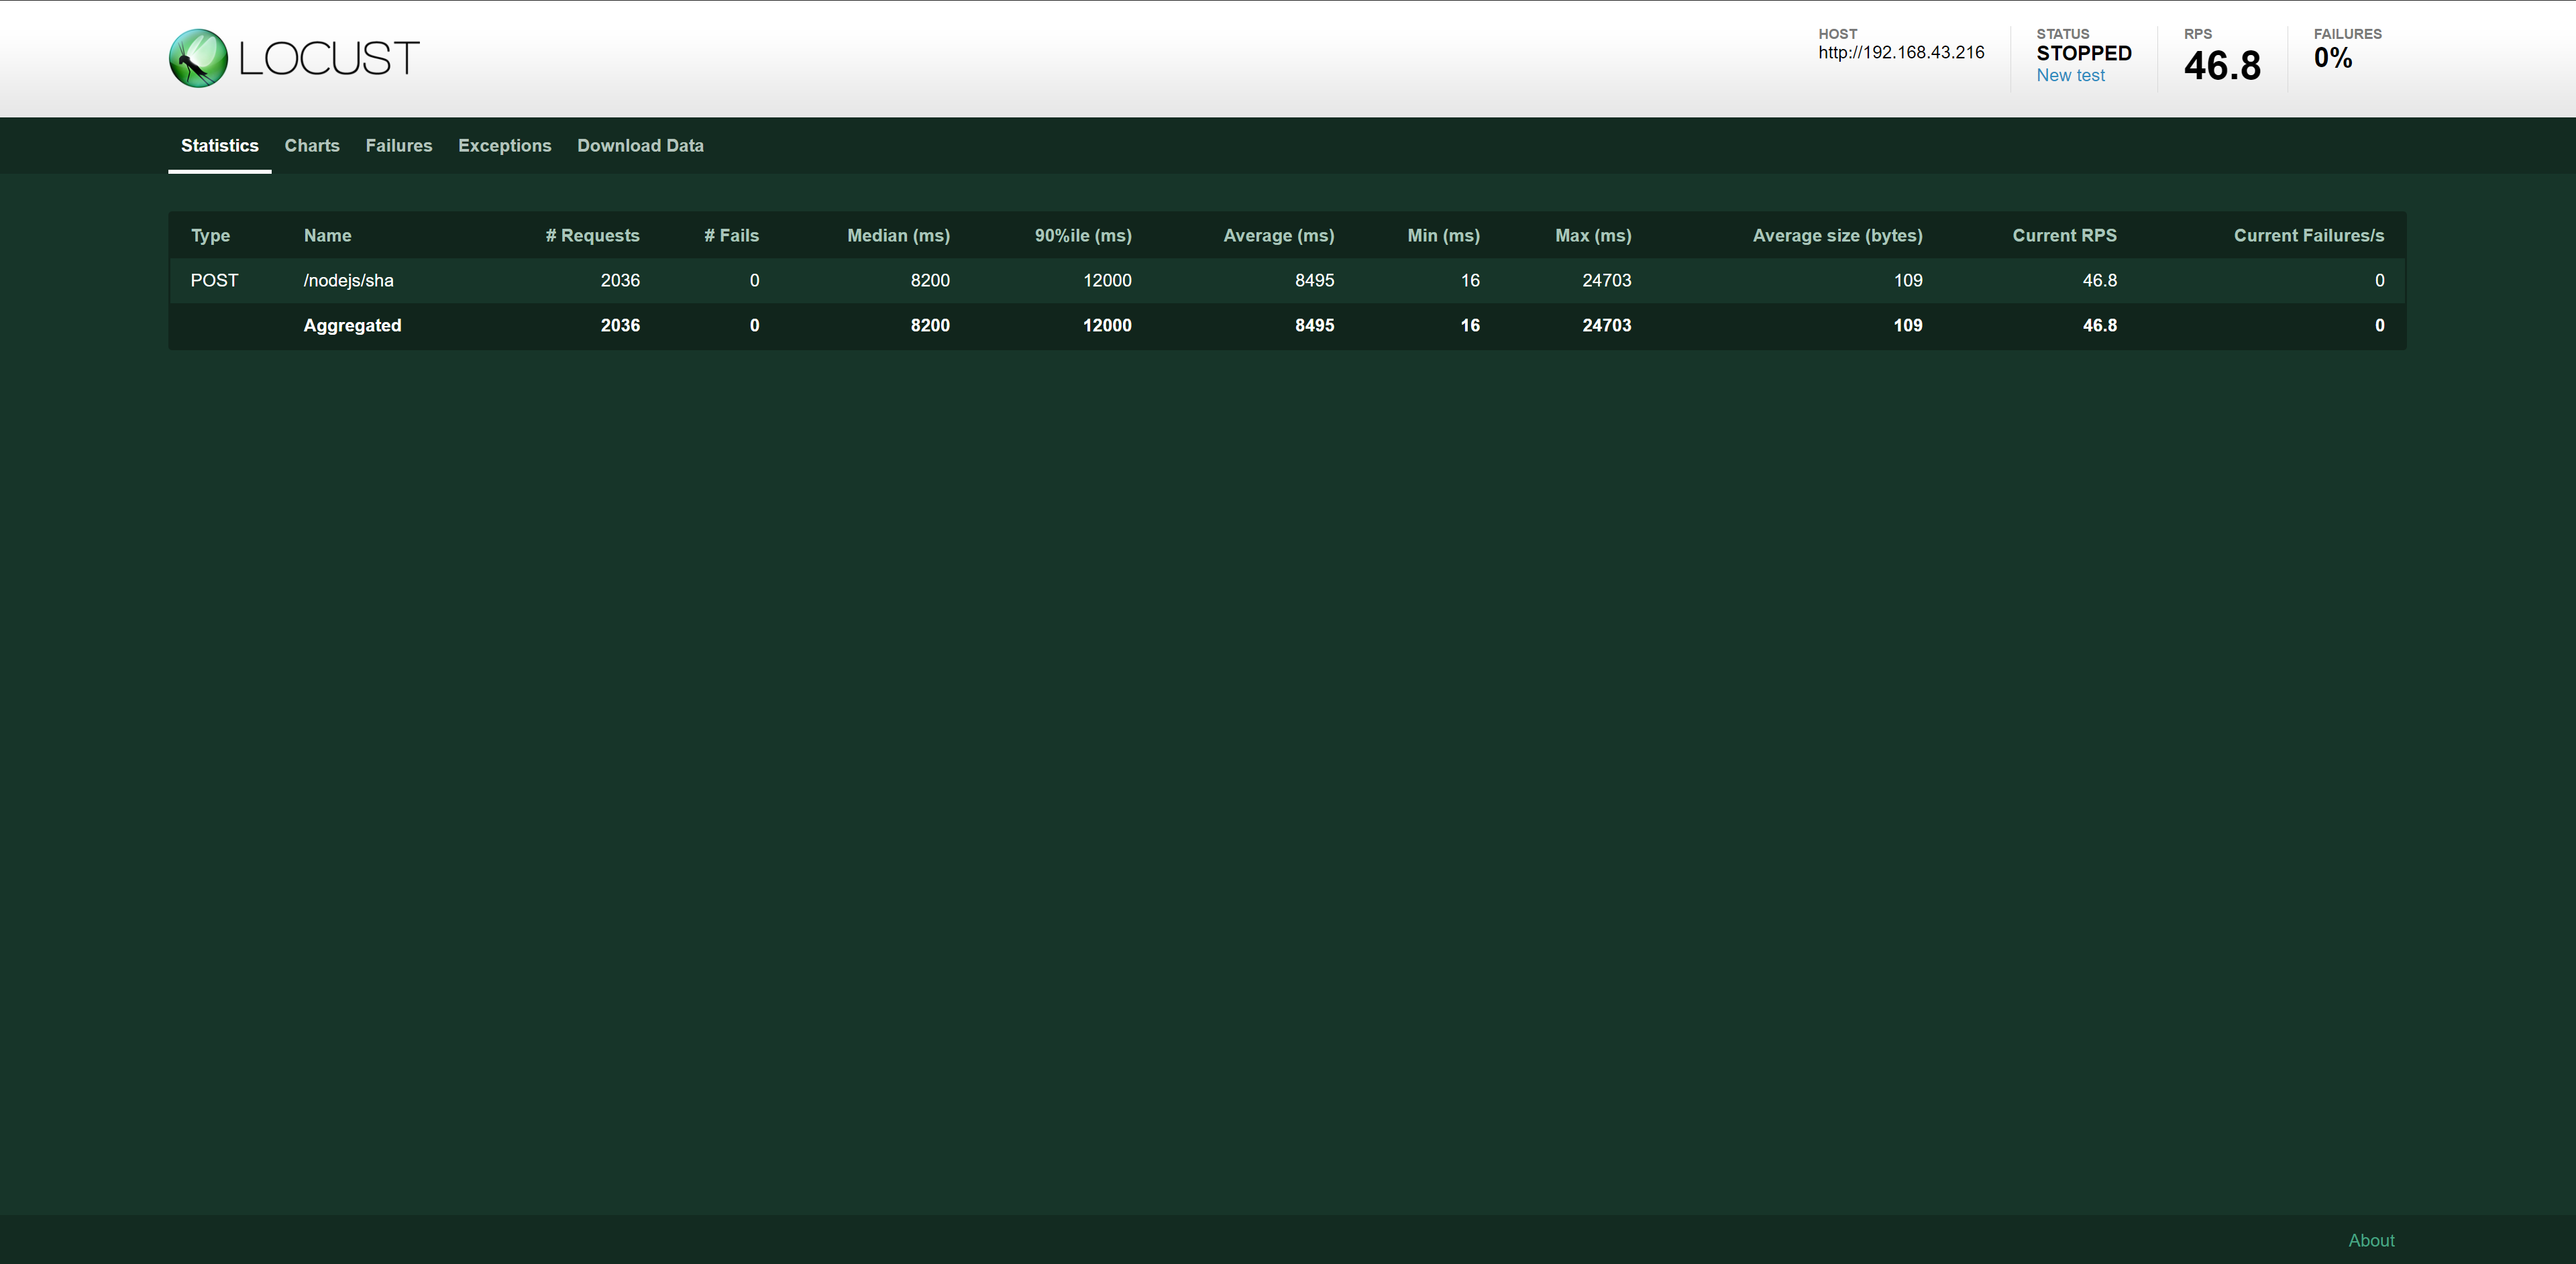 LOCUST
HOST
http://192.168.43.216
STATUS
STOPPED
New test
RPS
46.8
FAILURES
0%
Statistics Charts Failures Exceptions Download Data
Type Name # Requests # Fails Median (ms) 90%ile (ms) Average (ms) Min (ms) Max (ms) Average size (bytes) Current RPS Current Failures/s
POST /nodejs/sha 2036 0 8200 12000 8495 16 24703 109 46.8 0
Aggregated 2036 0 8200 12000 8495 16 24703 109 46.8 0
About